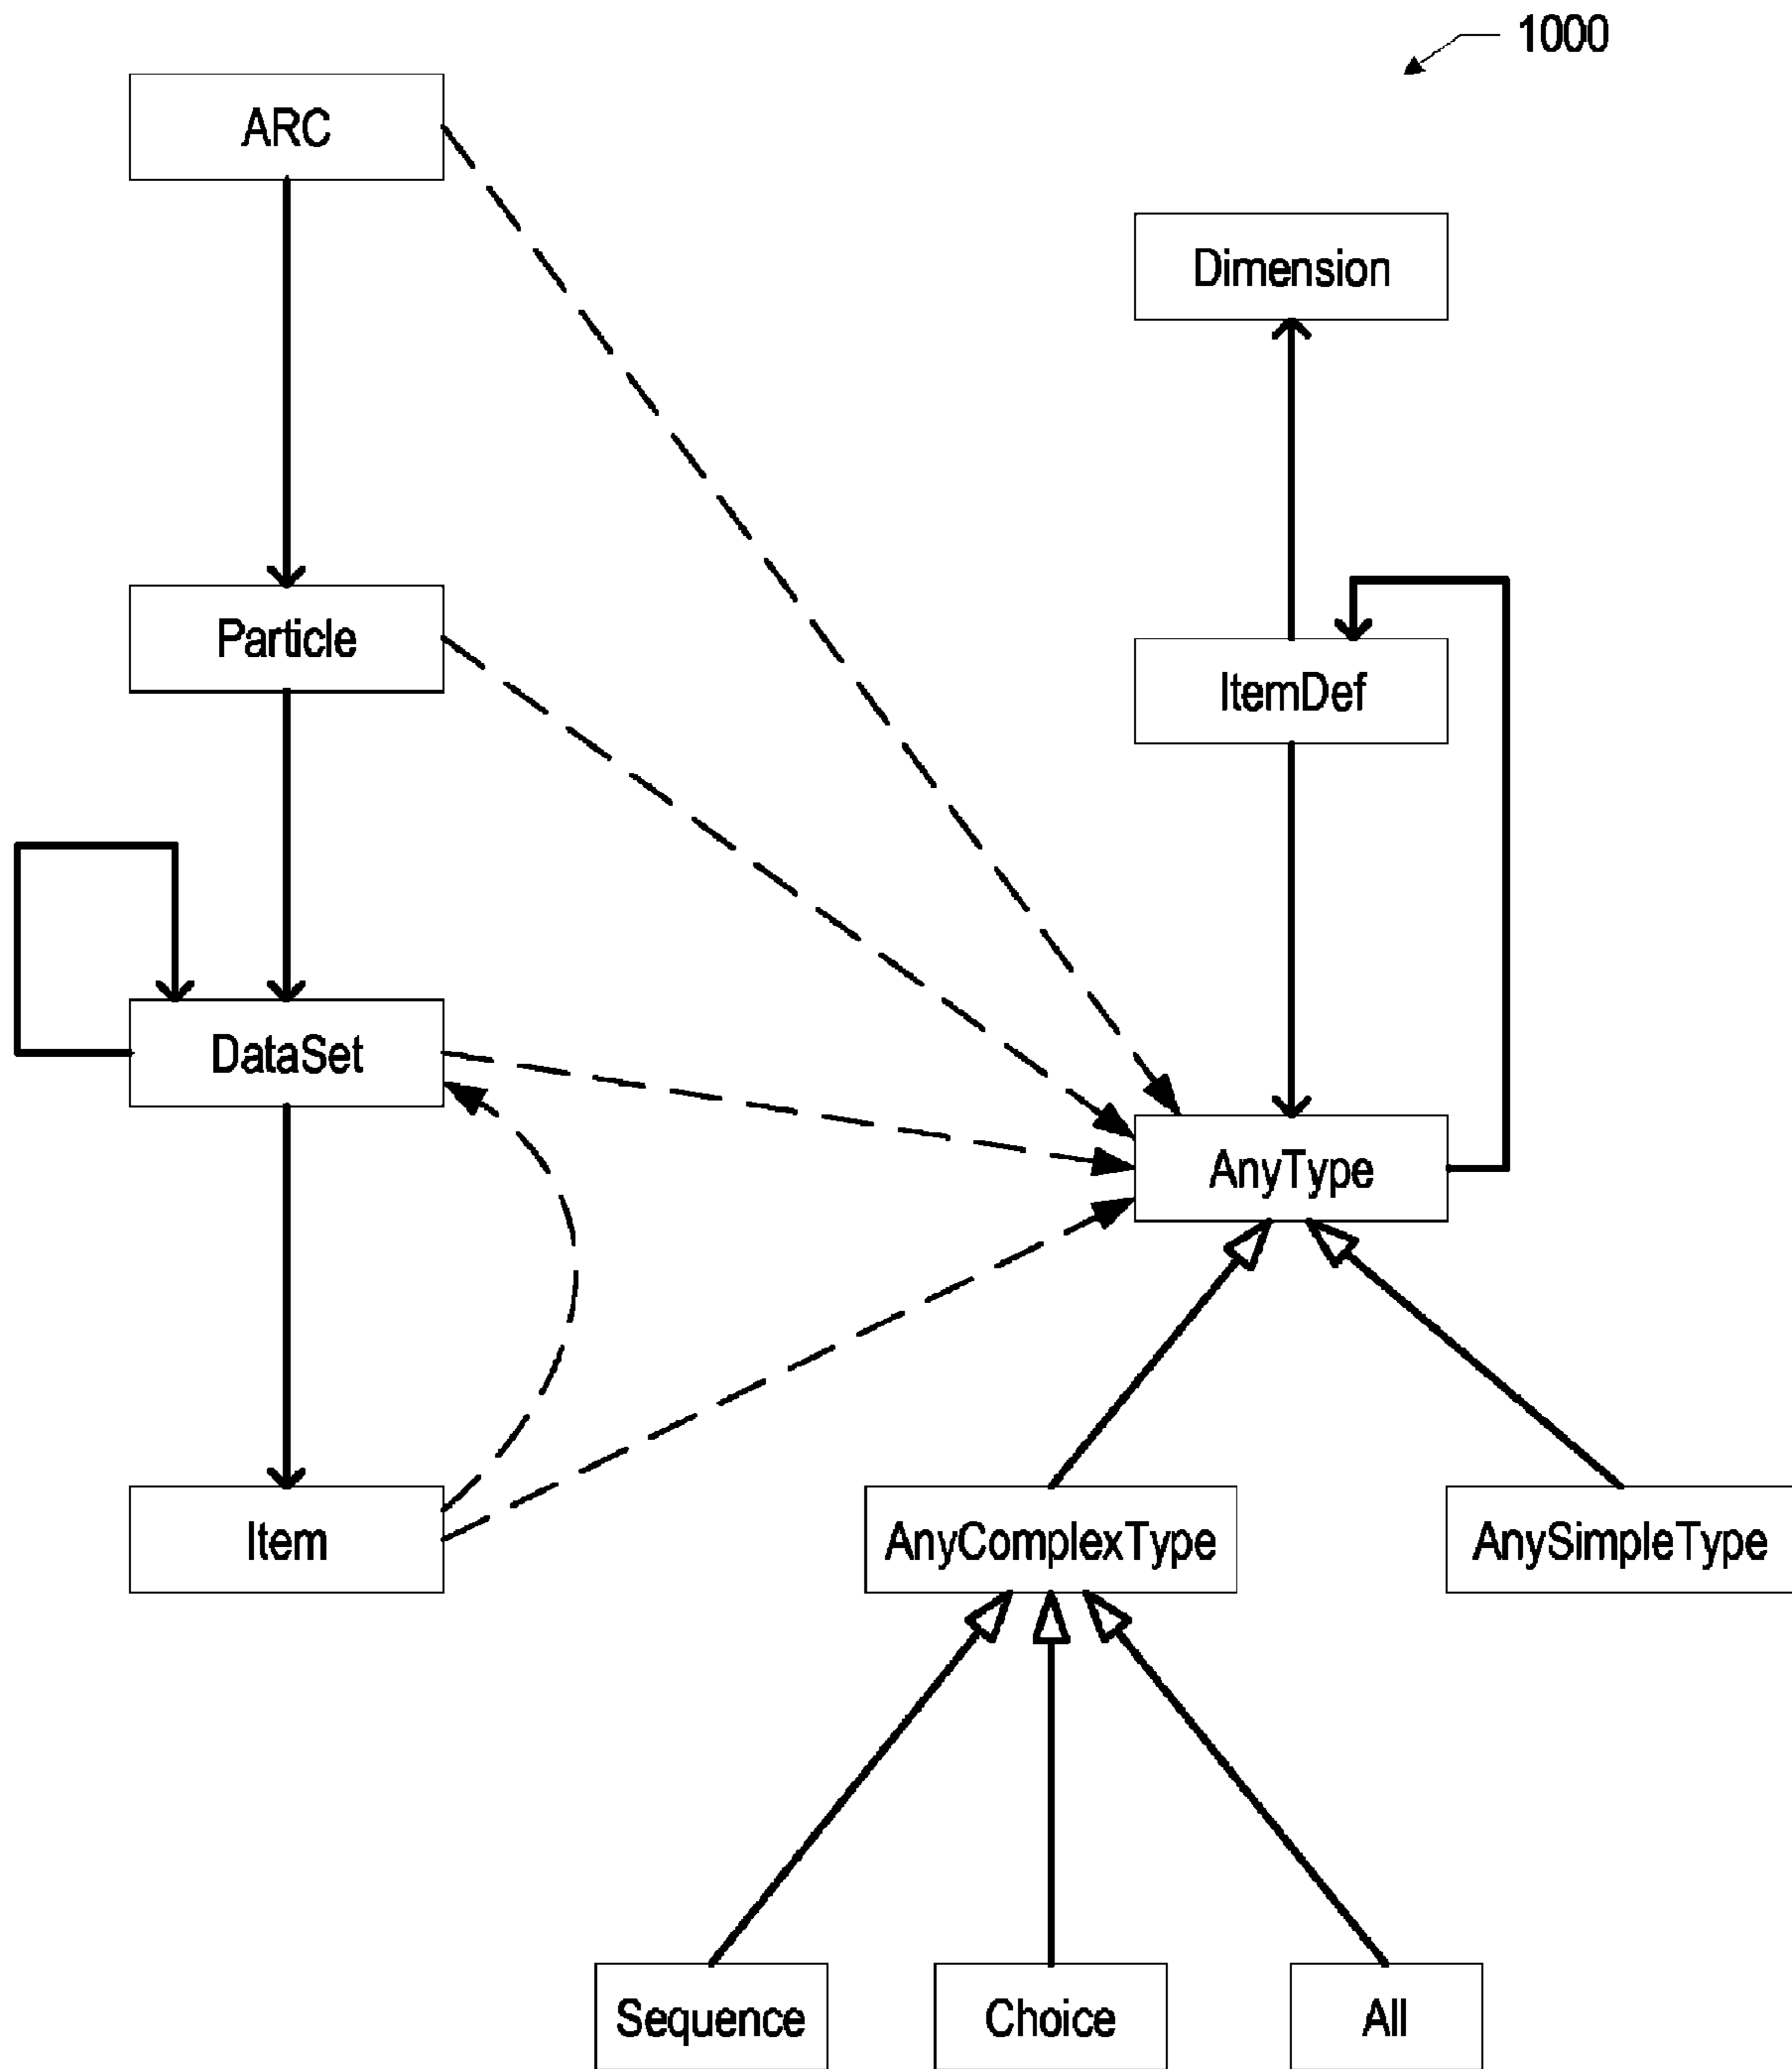 1000
ARC
Dimension
Particle
ItemDef
DataSet
AnyType
Item
AnyComplexType
AnySimpleType
Sequence
Choice
All